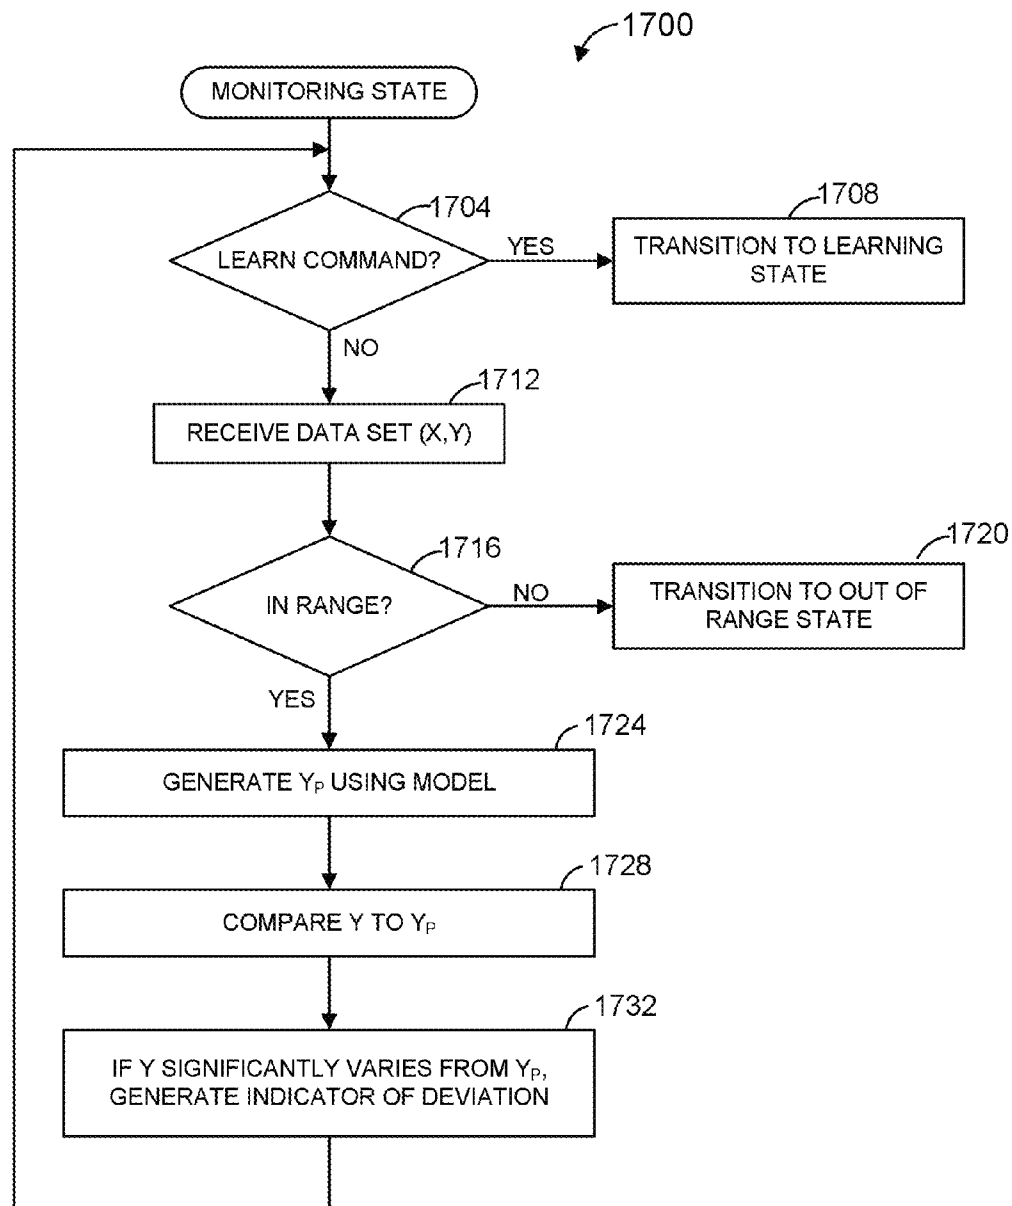 1700
MONITORING STATE
1704
LEARN COMMAND?
YES
1708
TRANSITION TO LEARNING
STATE
NO
1712
RECEIVE DATA SET (X,Y)
1716
IN RANGE?
NO
1720
TRANSITION TO OUT OF
RANGE STATE
YES
1724
GENERATE YP USING MODEL
1728
COMPARE Y TO YP
1732
IF Y SIGNIFICANTLY VARIES FROM YP,
GENERATE INDICATOR OF DEVIATION